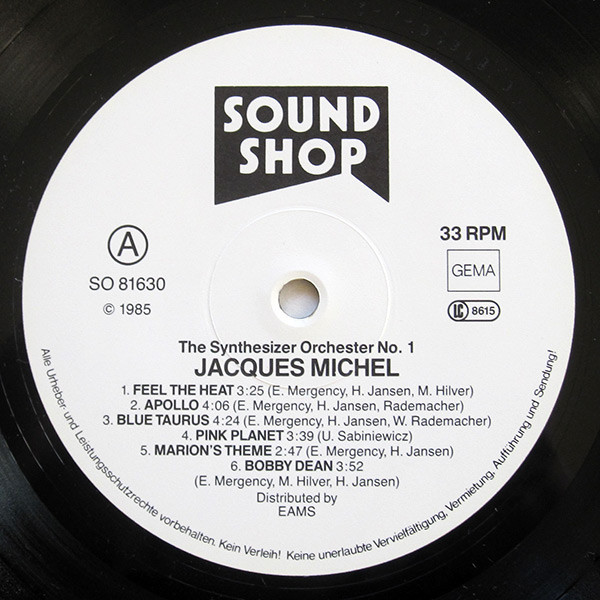 SOUND
SHOP
A
SO 81630
© 1985
33 RPM
GEMA
LC 8615
The Synthesizer Orchester No. 1
JACQUES MICHEL
1. FEEL THE HEAT 3:25 (E. Mergency, H. Jansen, M. Hilver)
2. APOLLO 4:06 (E. Mergency, H. Jansen, Rademacher)
3. BLUE TAURUS 4:24 (E. Mergency, H. Jansen, W. Rademacher)
4. PINK PLANET 3:39 (U. Sabiniewicz)
5. MARION'S THEME 2:47 (E. Mergency, H. Jansen)
6. BOBBY DEAN 3:52
(E. Mergency, M. Hilver, H. Jansen)
Distributed by
EAMS
Alle Urheber- und Leistungsschutzrechte vorbehalten. Kein Verleih! Keine unerlaubte Vervielfältigung, Vermietung, Aufführung und Sendung!